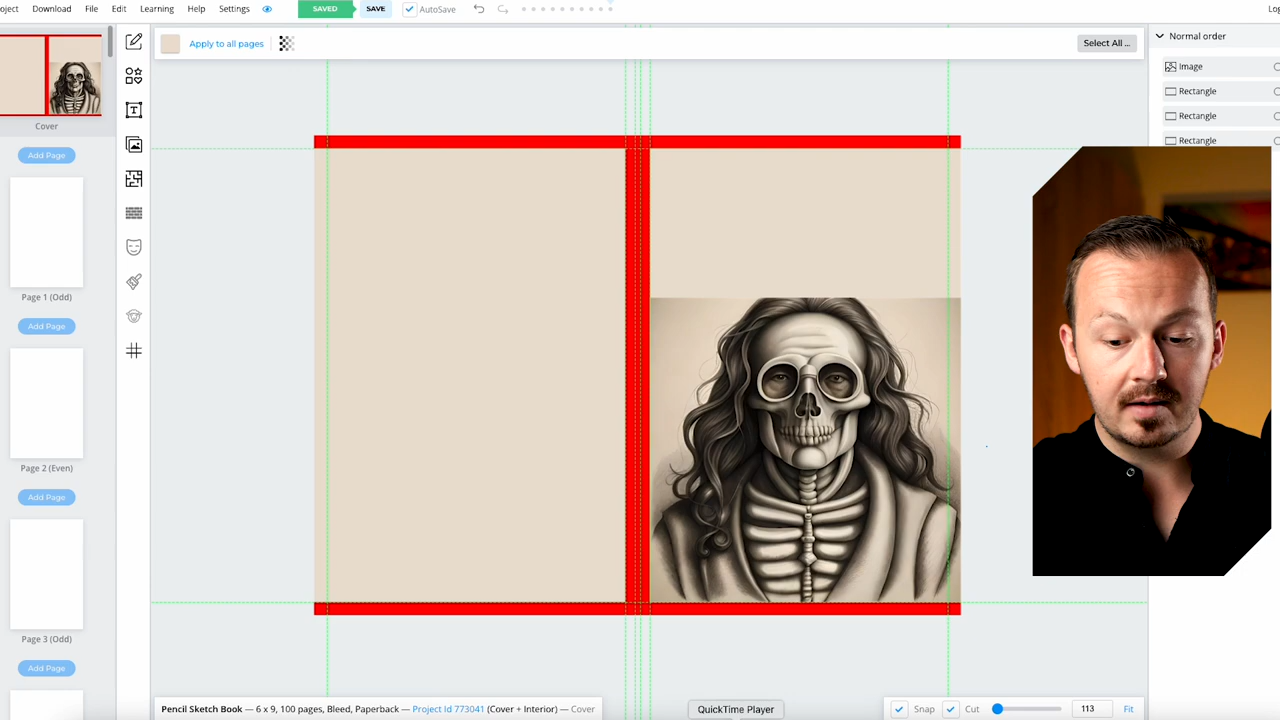 oject Download File Edit Learning Help Settings SAVED SAVE AutoSave Log
Apply to all pages Select All ...
Normal order
Image
Rectangle
Rectangle
Rectangle
Cover
Add Page
Page 1 (Odd)
Add Page
Page 2 (Even)
Add Page
Page 3 (Odd)
Add Page
Pencil Sketch Book — 6 x 9, 100 pages, Bleed, Paperback — Project Id 773041 (Cover + Interior) — Cover
QuickTime Player
Snap Cut 113 Fit